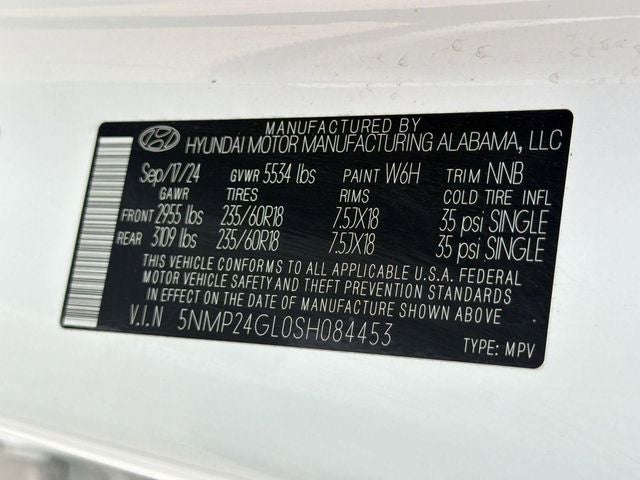 MANUFACTURED BY
HYUNDAI MOTOR MANUFACTURING ALABAMA, LLC
Sep/17/24 GVWR 5534 lbs PAINT W6H TRIM NNB
GAWR TIRES RIMS COLD TIRE INFL
FRONT 2955 lbs 235/60R18 7.5JX18 35 psi SINGLE
REAR 3109 lbs 235/60R18 7.5JX18 35 psi SINGLE
THIS VEHICLE CONFORMS TO ALL APPLICABLE U.S.A. FEDERAL
MOTOR VEHICLE SAFETY AND THEFT PREVENTION STANDARDS
IN EFFECT ON THE DATE OF MANUFACTURE SHOWN ABOVE
V.I.N 5NMP24GL0SH084453
TYPE: MPV